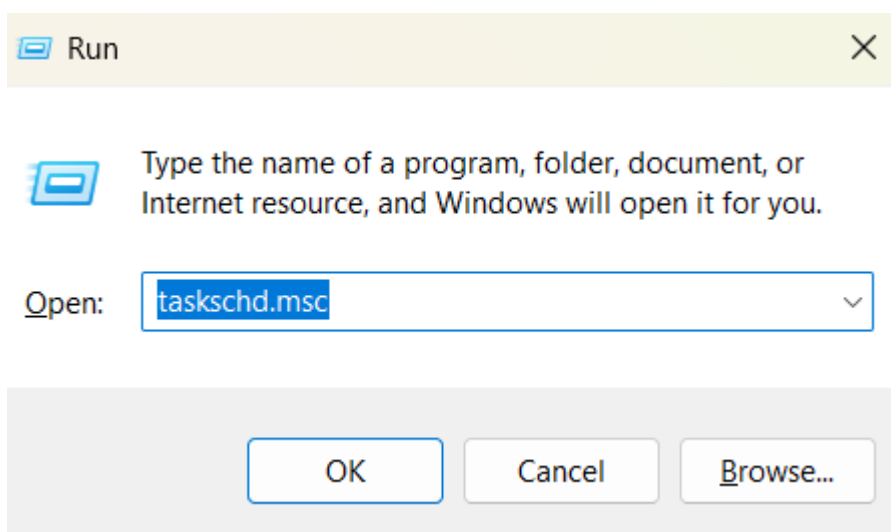 Run
Type the name of a program, folder, document, or
Internet resource, and Windows will open it for you.
Open: taskschd.msc
OK Cancel Browse...